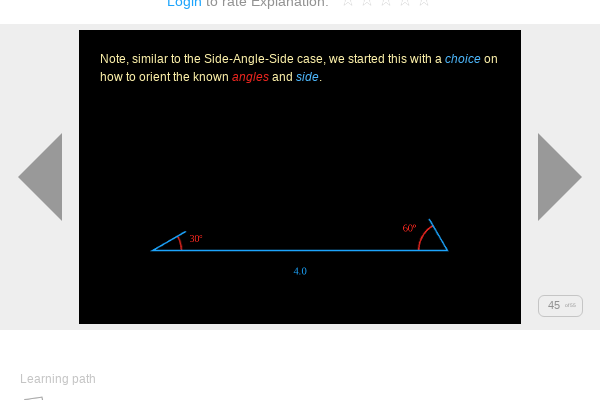 Login to rate Explanation.
Note, similar to the Side-Angle-Side case, we started this with a choice on
how to orient the known angles and side.
30°
60°
4.0
45
Learning path